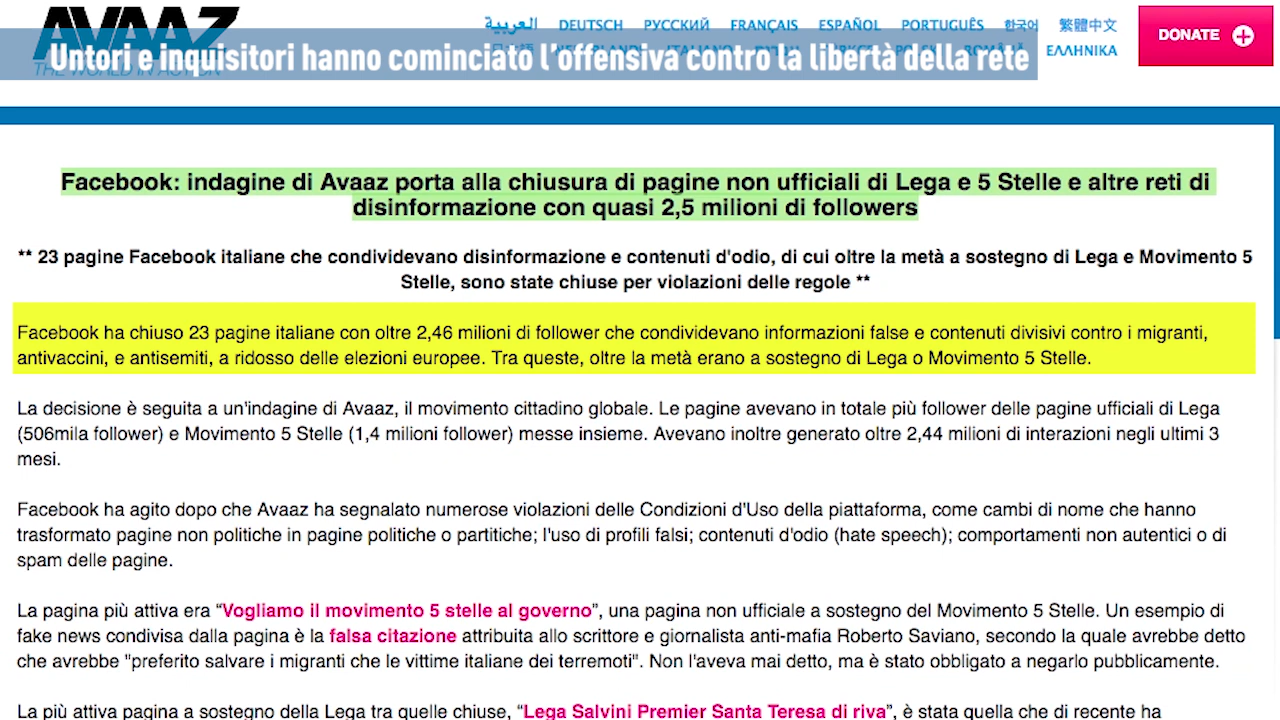 AVAAZ
THE WORLD IN ACTION
العربية DEUTSCH РУССКИЙ FRANÇAIS ESPAÑOL PORTUGUÊS 한국어 繁體中文
ΕΛΛΗΝΙΚΑ
DONATE
Untori e inquisitori hanno cominciato l'offensiva contro la libertà della rete
Facebook: indagine di Avaaz porta alla chiusura di pagine non ufficiali di Lega e 5 Stelle e altre reti di
disinformazione con quasi 2,5 milioni di followers
** 23 pagine Facebook italiane che condividevano disinformazione e contenuti d'odio, di cui oltre la metà a sostegno di Lega e Movimento 5
Stelle, sono state chiuse per violazioni delle regole **
Facebook ha chiuso 23 pagine italiane con oltre 2,46 milioni di follower che condividevano informazioni false e contenuti divisivi contro i migranti,
antivaccini, e antisemiti, a ridosso delle elezioni europee. Tra queste, oltre la metà erano a sostegno di Lega o Movimento 5 Stelle.
La decisione è seguita a un'indagine di Avaaz, il movimento cittadino globale. Le pagine avevano in totale più follower delle pagine ufficiali di Lega
(506mila follower) e Movimento 5 Stelle (1,4 milioni follower) messe insieme. Avevano inoltre generato oltre 2,44 milioni di interazioni negli ultimi 3
mesi.
Facebook ha agito dopo che Avaaz ha segnalato numerose violazioni delle Condizioni d'Uso della piattaforma, come cambi di nome che hanno
trasformato pagine non politiche in pagine politiche o partitiche; l'uso di profili falsi; contenuti d'odio (hate speech); comportamenti non autentici o di
spam delle pagine.
La pagina più attiva era “Vogliamo il movimento 5 stelle al governo”, una pagina non ufficiale a sostegno del Movimento 5 Stelle. Un esempio di
fake news condivisa dalla pagina è la falsa citazione attribuita allo scrittore e giornalista anti-mafia Roberto Saviano, secondo la quale avrebbe detto
che avrebbe "preferito salvare i migranti che le vittime italiane dei terremoti". Non l'aveva mai detto, ma è stato obbligato a negarlo pubblicamente.
La più attiva pagina a sostegno della Lega tra quelle chiuse, “Lega Salvini Premier Santa Teresa di riva”, è stata quella che di recente ha